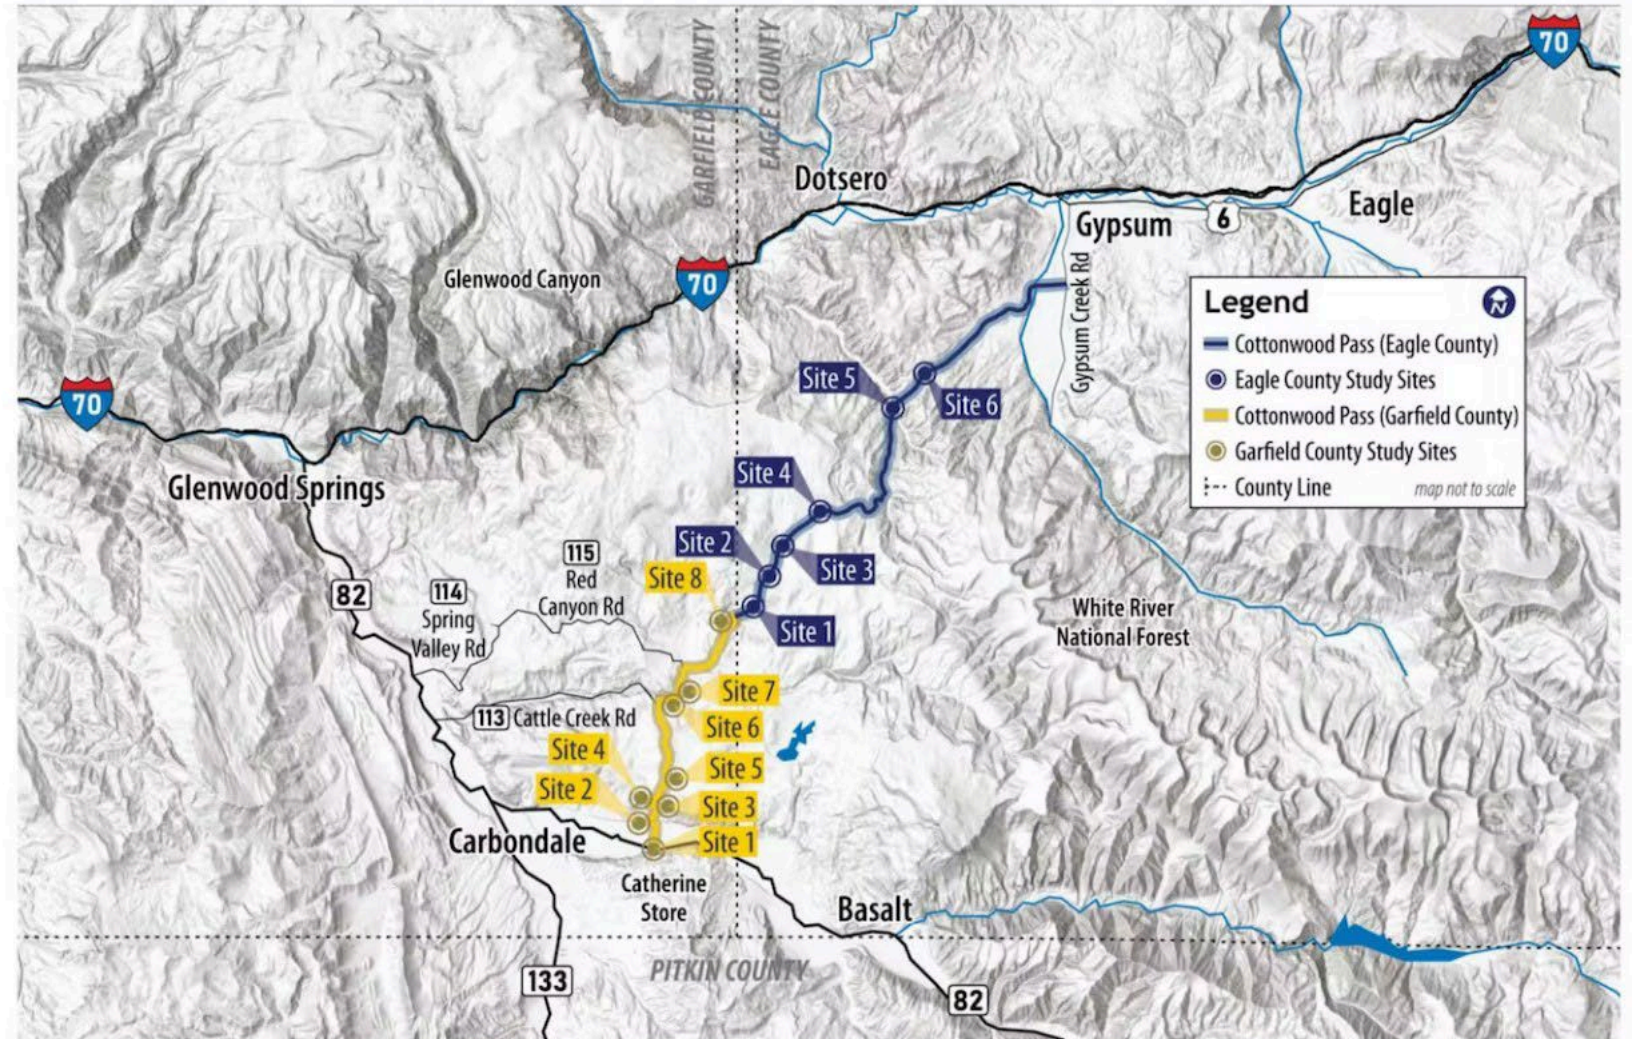 70
GARFIELD COUNTY
EAGLE COUNTY
Dotsero
Eagle
6
Gypsum
Glenwood Canyon
70
Gypsum Creek Rd
Legend
N
Cottonwood Pass (Eagle County)
Eagle County Study Sites
Cottonwood Pass (Garfield County)
Garfield County Study Sites
County Line
map not to scale
Site 5
Site 6
70
Site 4
Glenwood Springs
Site 2
Site 3
115
Red
Canyon Rd
Site 8
82
114
Spring
Valley Rd
Site 1
White River
National Forest
Site 7
113 Cattle Creek Rd
Site 6
Site 4
Site 5
Site 2
Site 3
Site 1
Carbondale
Catherine
Store
Basalt
PITKIN COUNTY
133
82